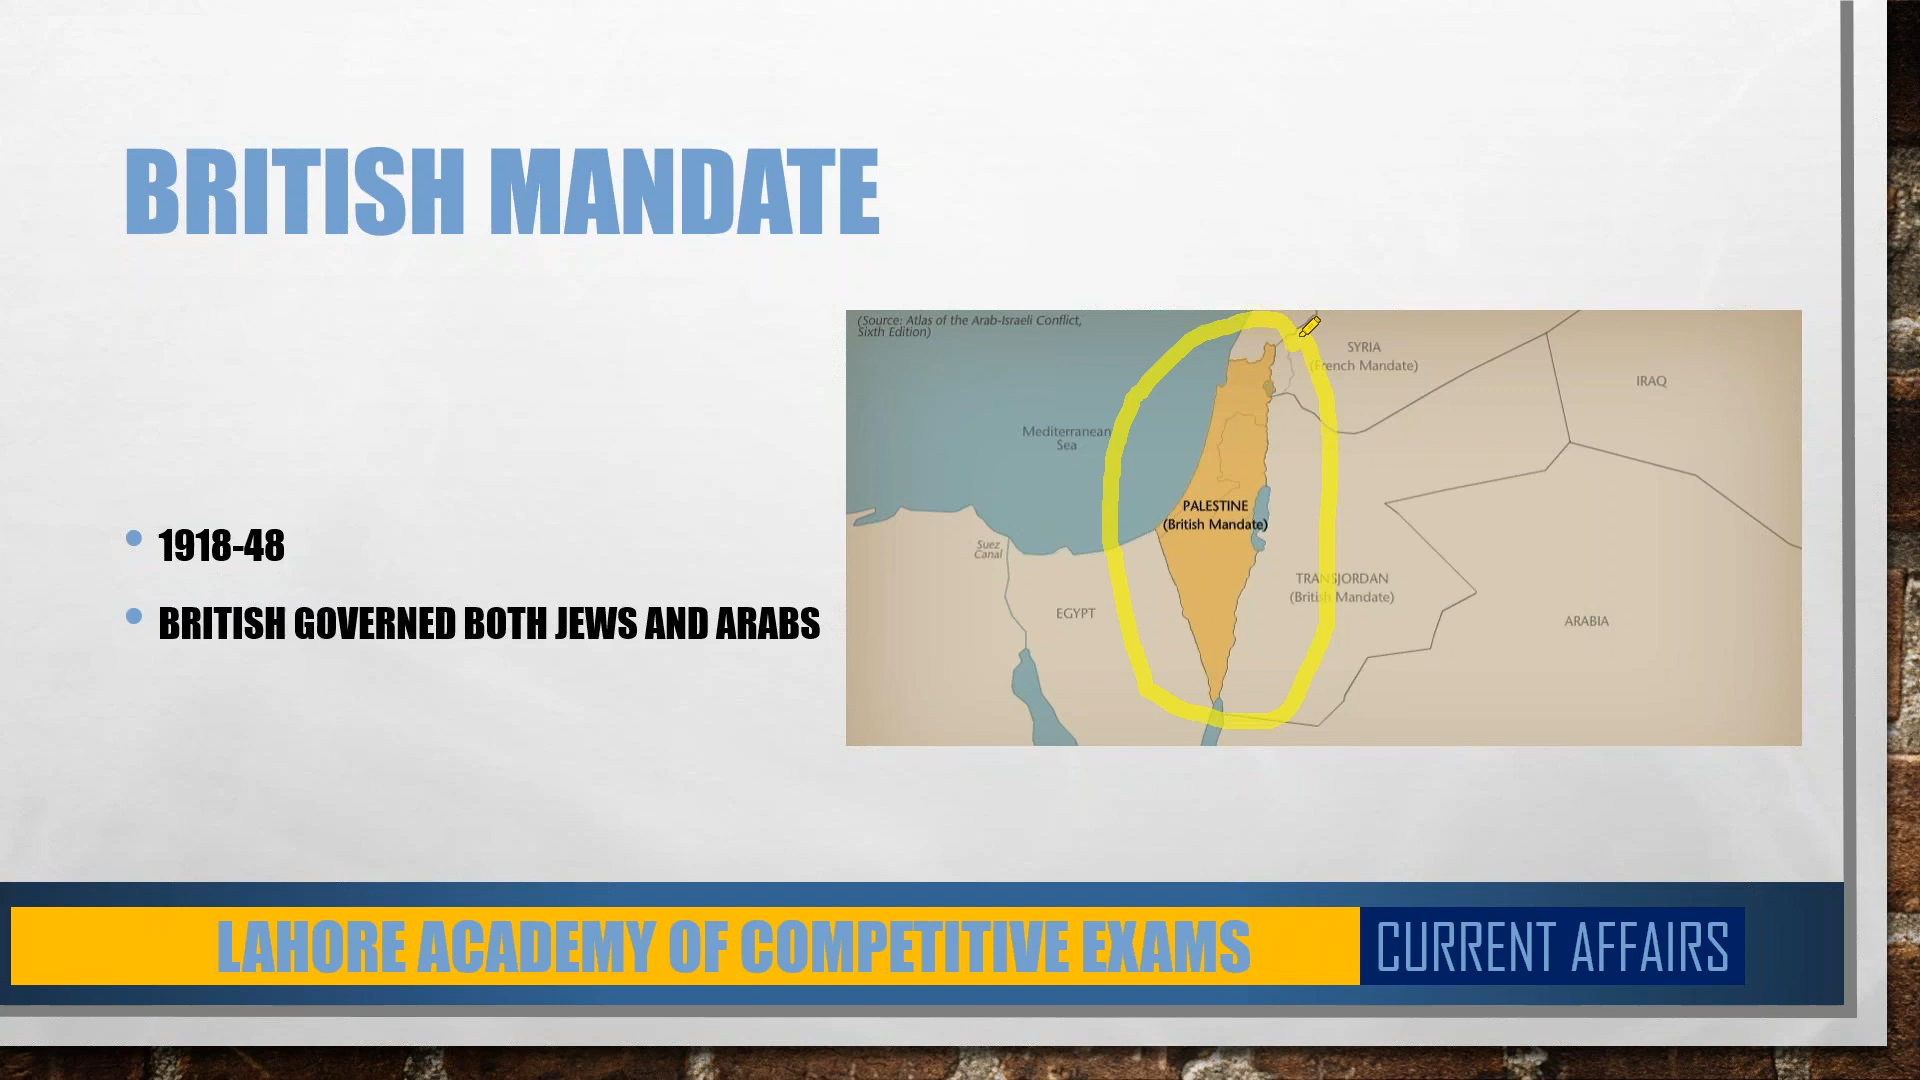 BRITISH MANDATE
1918-48
BRITISH GOVERNED BOTH JEWS AND ARABS
(Source: Atlas of the Arab-Israeli Conflict,
Sixth Edition)
SYRIA
(French Mandate)
IRAQ
Mediterranean
Sea
PALESTINE
(British Mandate)
Suez
Canal
TRANSJORDAN
(British Mandate)
EGYPT
ARABIA
LAHORE ACADEMY OF COMPETITIVE EXAMS
CURRENT AFFAIRS